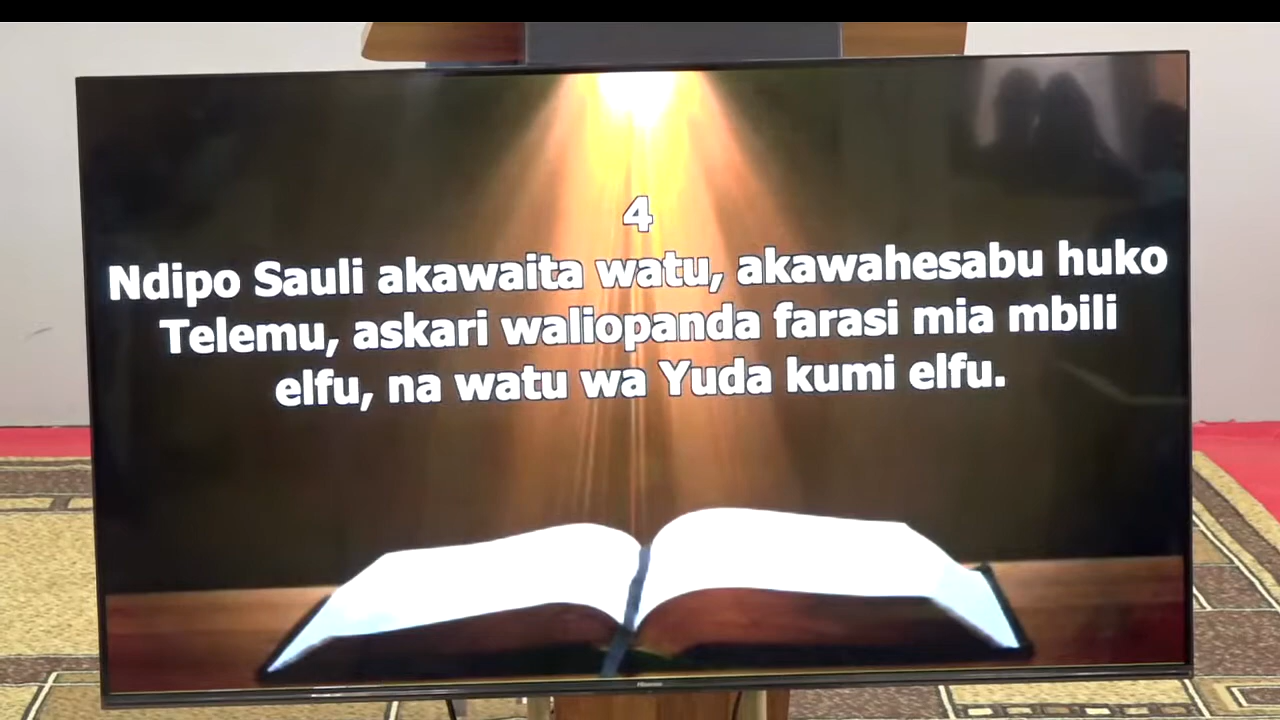 4
Ndipo Sauli akawaita watu, akawahesabu huko
Telemu, askari waliopanda farasi mia mbili
elfu, na watu wa Yuda kumi elfu.
Hisense